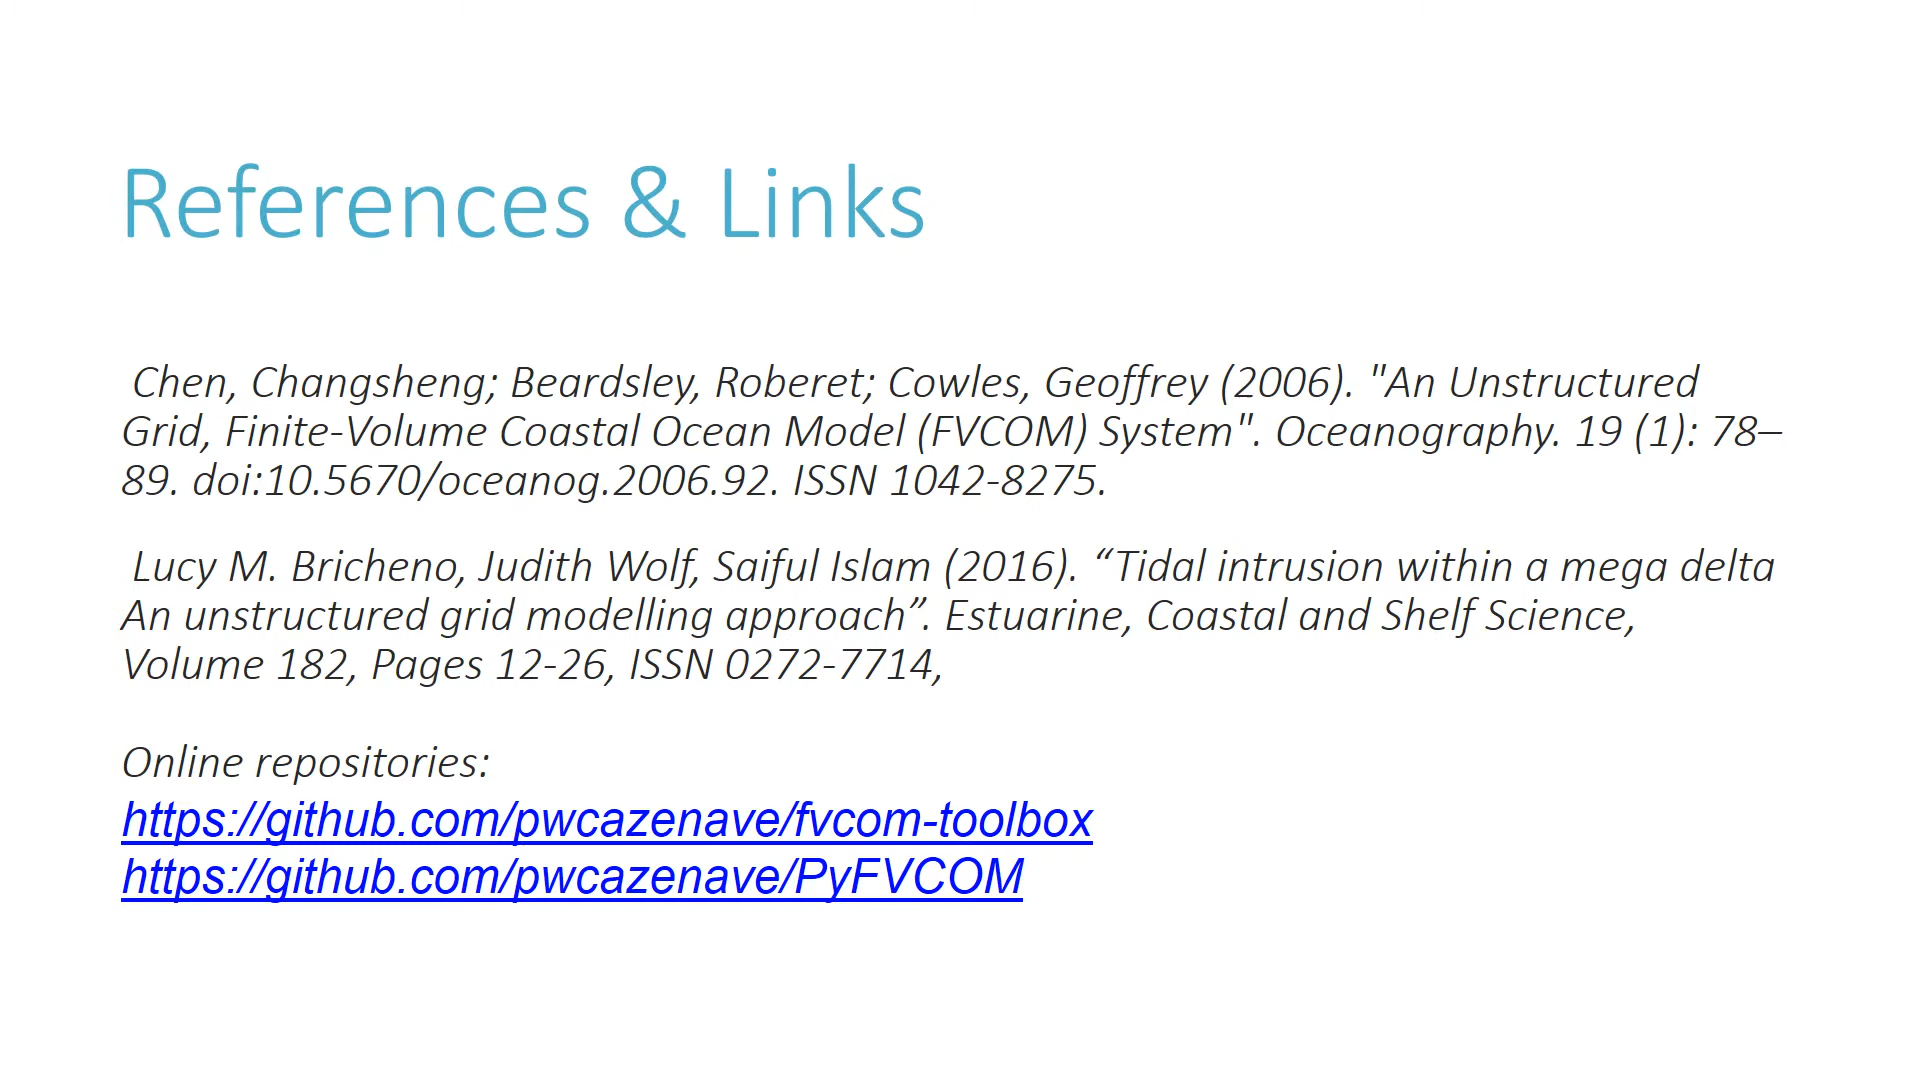 References & Links
Chen, Changsheng; Beardsley, Roberet; Cowles, Geoffrey (2006). "An Unstructured
Grid, Finite-Volume Coastal Ocean Model (FVCOM) System". Oceanography. 19 (1): 78–
89. doi:10.5670/oceanog.2006.92. ISSN 1042-8275.
Lucy M. Bricheno, Judith Wolf, Saiful Islam (2016). “Tidal intrusion within a mega delta
An unstructured grid modelling approach”. Estuarine, Coastal and Shelf Science,
Volume 182, Pages 12-26, ISSN 0272-7714,
Online repositories:
https://github.com/pwcazenave/fvcom-toolbox
https://github.com/pwcazenave/PyFVCOM